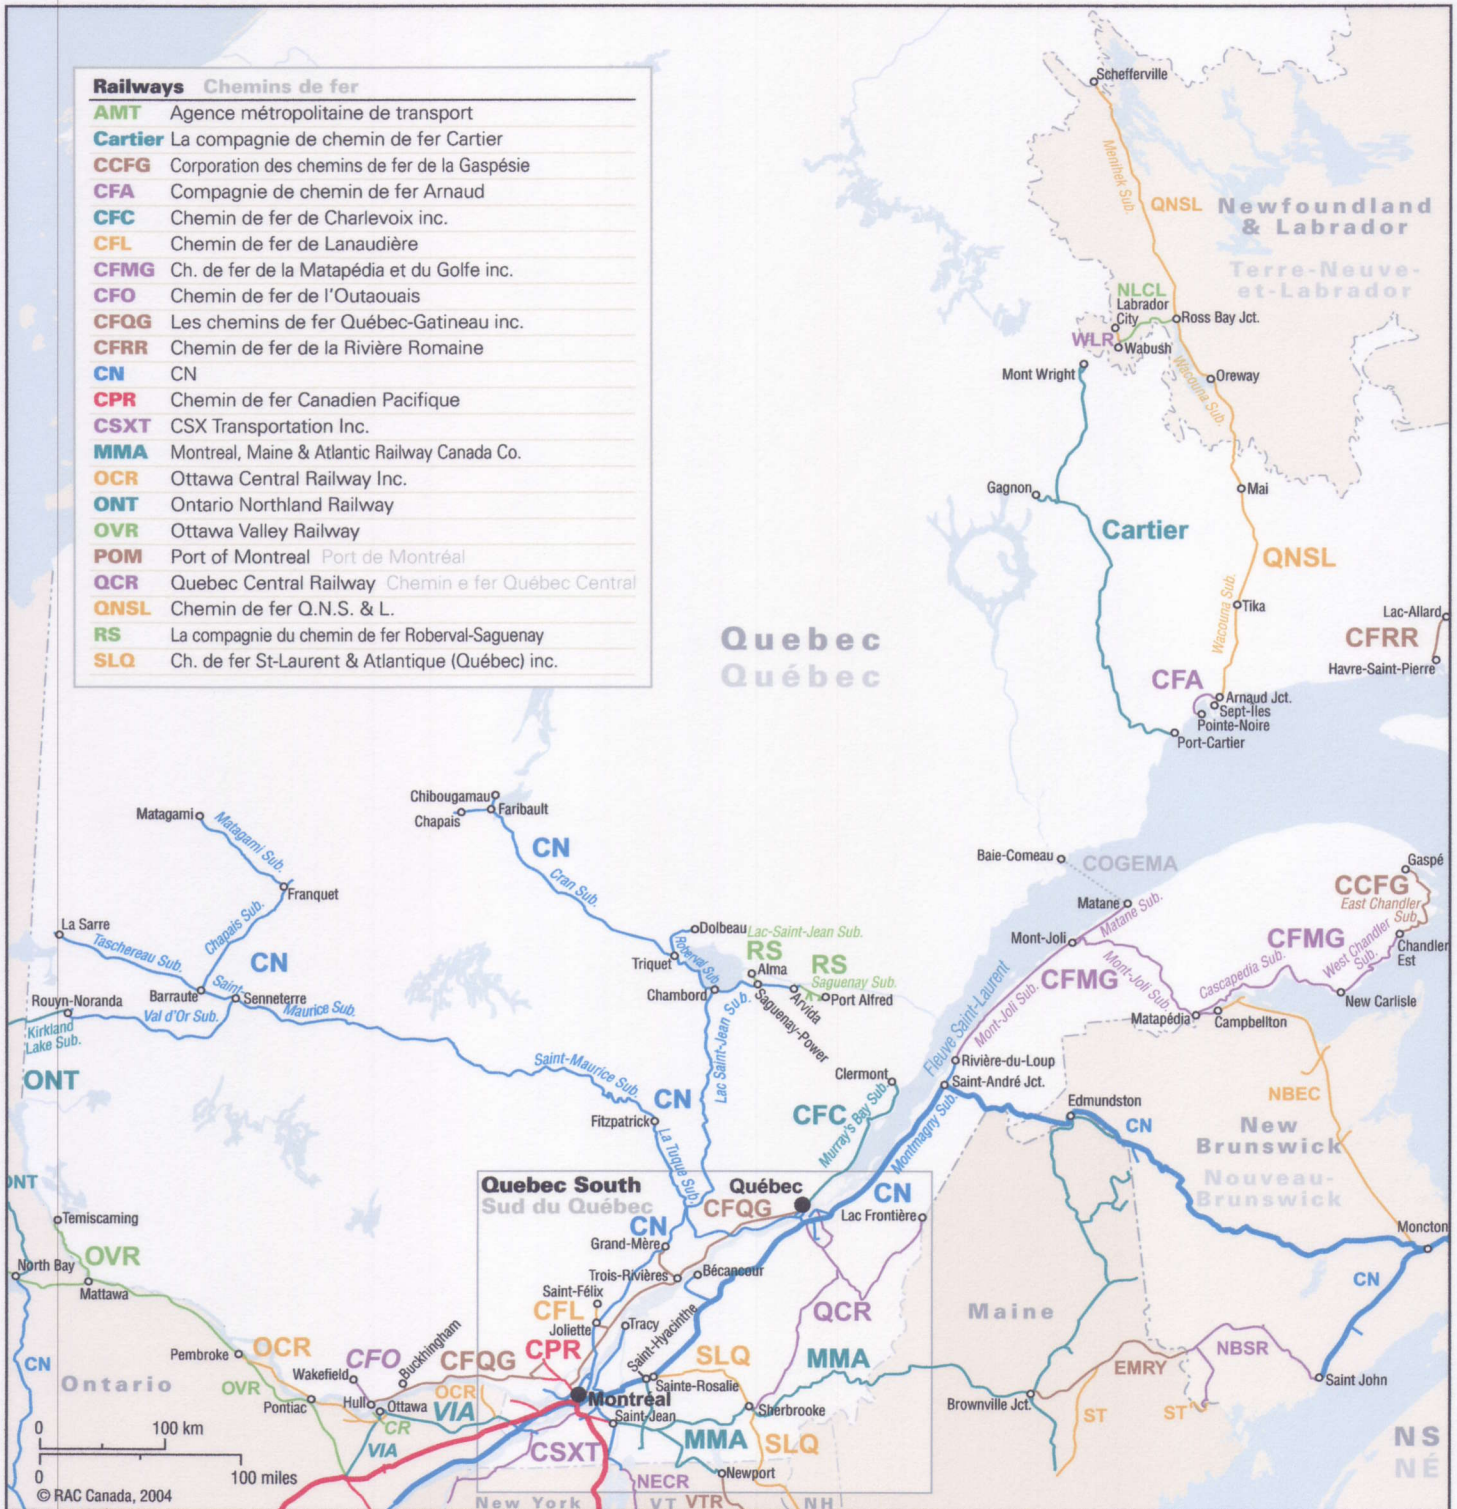 Railways Chemins de fer
AMT Agence métropolitaine de transport
Cartier La compagnie de chemin de fer Cartier
CCFG Corporation des chemins de fer de la Gaspésie
CFA Compagnie de chemin de fer Arnaud
CFC Chemin de fer de Charlevoix inc.
CFL Chemin de fer de Lanaudière
CFMG Ch. de fer de la Matapédia et du Golfe inc.
CFO Chemin de fer de l'Outaouais
CFQG Les chemins de fer Québec-Gatineau inc.
CFRR Chemin de fer de la Rivière Romaine
CN CN
CPR Chemin de fer Canadien Pacifique
CSXT CSX Transportation Inc.
MMA Montreal, Maine & Atlantic Railway Canada Co.
OCR Ottawa Central Railway Inc.
ONT Ontario Northland Railway
OVR Ottawa Valley Railway
POM Port of Montreal Port de Montréal
QCR Quebec Central Railway Chemin e fer Québec Central
QNSL Chemin de fer Q.N.S. & L.
RS La compagnie du chemin de fer Roberval-Saguenay
SLQ Ch. de fer St-Laurent & Atlantique (Québec) inc.
Schefferville
Menihek Sub.
QNSL
Newfoundland
& Labrador
Terre-Neuve-
et-Labrador
NLCL
Labrador
City
Ross Bay Jct.
WLR
Wabush
Mont Wright
Oreway
Wacouna Sub.
Gagnon
Mai
Cartier
QNSL
Wacouna Sub.
Tika
Lac-Allard
CFRR
Havre-Saint-Pierre
Quebec
Québec
CFA
Arnaud Jct.
Sept-Iles
Pointe-Noire
Port-Cartier
Chibougamau
Faribault
Chapais
Matagami
Matagami Sub.
CN
Cran Sub.
Franquet
Chapais Sub.
La Sarre
Taschereau Sub.
CN
Barraute
Saint-
Senneterre
Maurice Sub.
Rouyn-Noranda
Val d'Or Sub.
Kirkland
Lake Sub.
ONT
Baie-Comeau
COGEMA
Gaspé
CCFG
East Chandler
Sub.
Matane
Matane Sub.
Mont-Joli
CFMG
Mont-Joli Sub.
CFMG
Cascapedia Sub.
West Chandler
Sub.
Chandler
Est
New Carlisle
Matapédia
Campbellton
Mont-Joli Sub.
Fleuve Saint-Laurent
Dolbeau
Lac-Saint-Jean Sub.
RS
RS
Roberval Sub
Triquet
Alma
Saguenay Sub.
Chambord
Arvida
Port Alfred
Saguenay-Power
Lac Saint-Jean Sub.
Saint-Maurice Sub.
CN
Fitzpatrick
La Tuque Sub.
Clermont
CFC
Murray's Bay Sub.
Rivière-du-Loup
Saint-André Jct.
Montmagny Sub.
Edmundston
CN
NBEC
New
Brunswick
Nouveau-
Brunswick
Moncton
CN
ONT
Temiscaming
OVR
North Bay
Mattawa
CN
Quebec South
Sud du Québec
Québec
CFQG
CN
Lac Frontière
CN
Grand-Mère
Trois-Rivières
Bécancour
Saint-Félix
CFL
Joliette
Tracy
Saint-Hyacinthe
QCR
Maine
CPR
SLQ
MMA
EMRY
NBSR
Saint John
Pembroke
OCR
Wakefield
CFO
Buckhingham
CFQG
Ontario
OVR
Pontiac
Hull
Ottawa
CR
VIA
OCR
VIA
Montréal
Sainte-Rosalie
Saint-Jean
Sherbrooke
Brownville Jct.
ST
ST
CSXT
MMA
SLQ
Newport
NECR
New York
VT
VTR
NH
NS
NÉ
0 100 km
0 100 miles
© RAC Canada, 2004